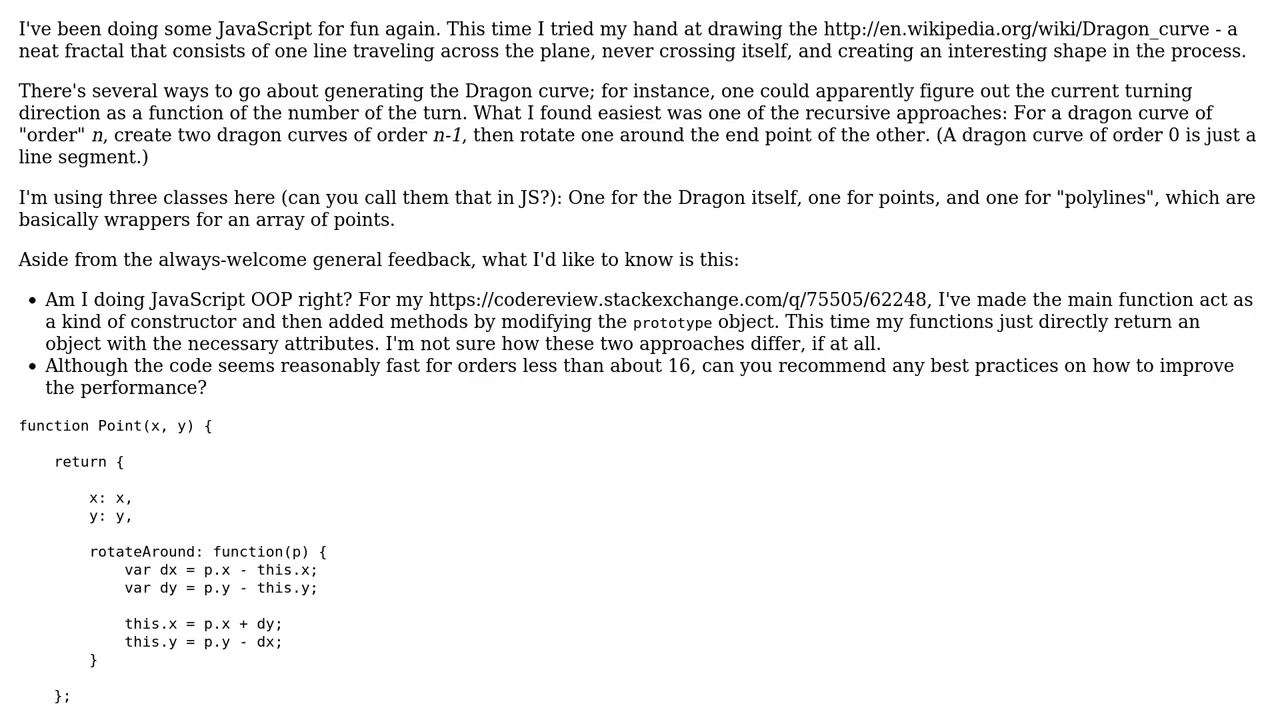 I've been doing some JavaScript for fun again. This time I tried my hand at drawing the http://en.wikipedia.org/wiki/Dragon_curve - a
neat fractal that consists of one line traveling across the plane, never crossing itself, and creating an interesting shape in the process.
There's several ways to go about generating the Dragon curve; for instance, one could apparently figure out the current turning
direction as a function of the number of the turn. What I found easiest was one of the recursive approaches: For a dragon curve of
"order" n, create two dragon curves of order n-1, then rotate one around the end point of the other. (A dragon curve of order 0 is just a
line segment.)
I'm using three classes here (can you call them that in JS?): One for the Dragon itself, one for points, and one for "polylines", which are
basically wrappers for an array of points.
Aside from the always-welcome general feedback, what I'd like to know is this:
• Am I doing JavaScript OOP right? For my https://codereview.stackexchange.com/q/75505/62248, I've made the main function act as
a kind of constructor and then added methods by modifying the prototype object. This time my functions just directly return an
object with the necessary attributes. I'm not sure how these two approaches differ, if at all.
• Although the code seems reasonably fast for orders less than about 16, can you recommend any best practices on how to improve
the performance?
function Point(x, y) {
    return {
        x: x,
        y: y,
        rotateAround: function(p) {
            var dx = p.x - this.x;
            var dy = p.y - this.y;
            this.x = p.x + dy;
            this.y = p.y - dx;
        }
    };